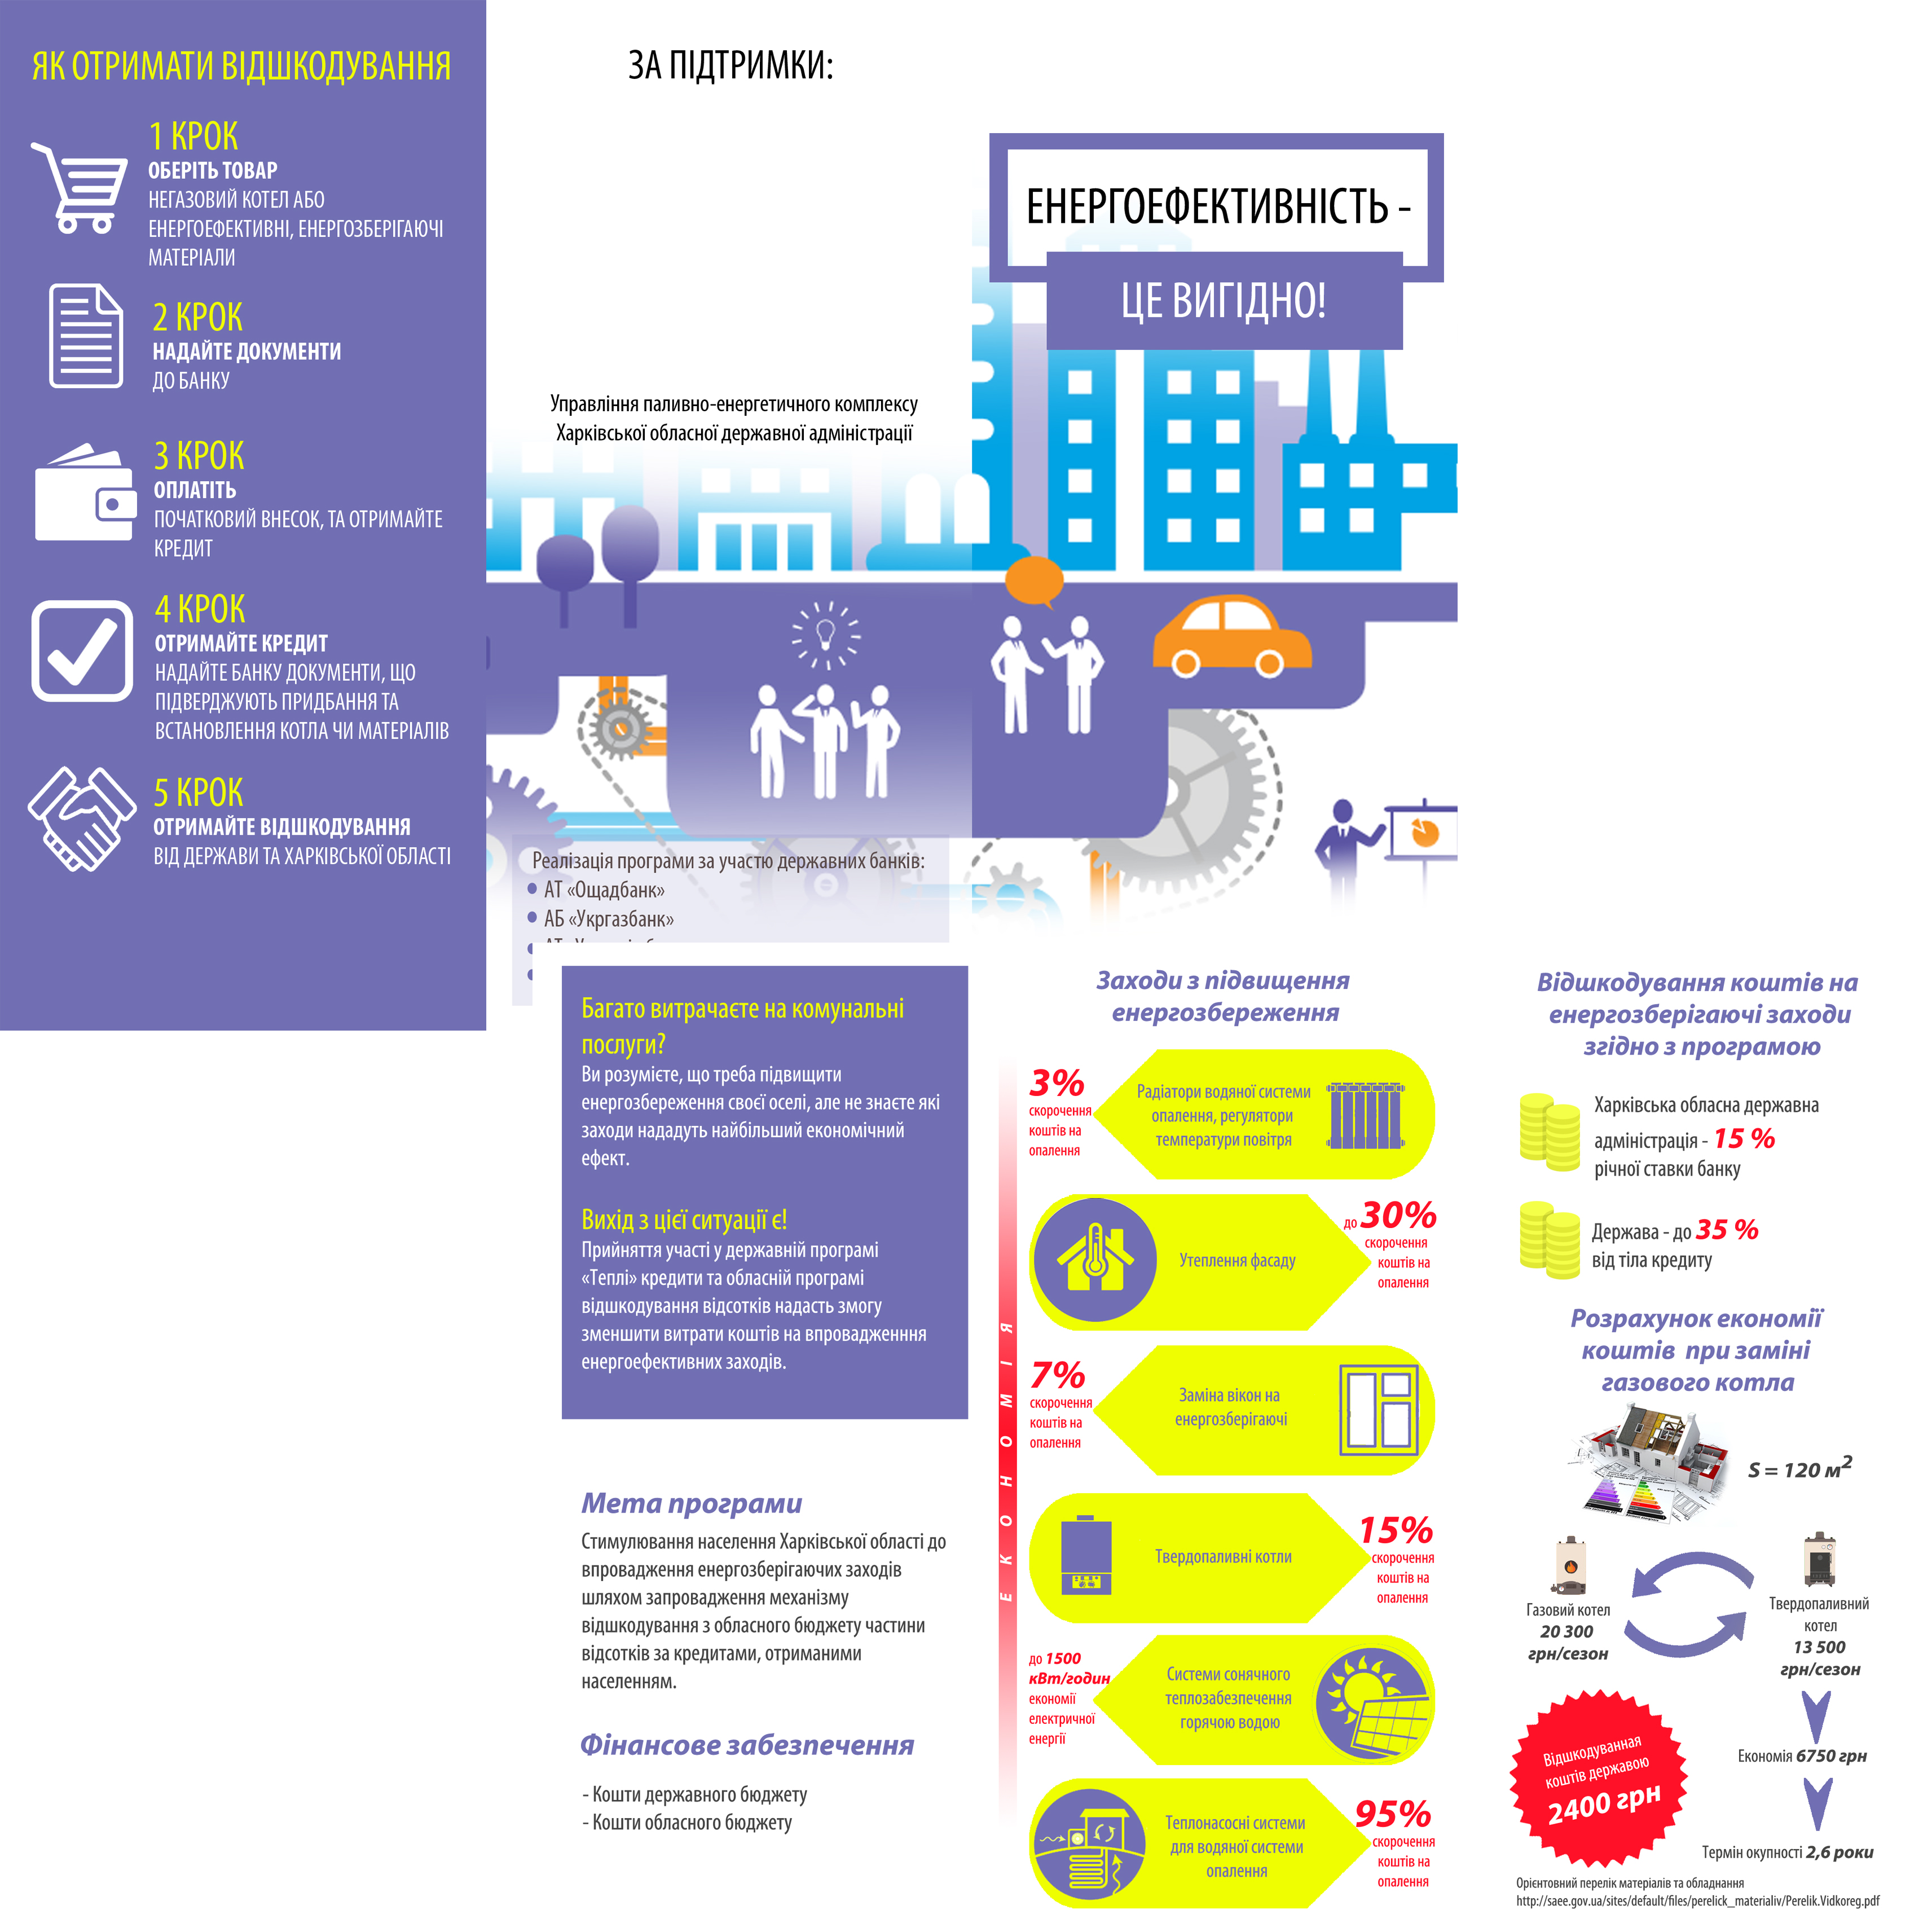 ЯК ОТРИМАТИ ВІДШКОДУВАННЯ
1 КРОК
ОБЕРІТЬ ТОВАР
НЕГАЗОВИЙ КОТЕЛ АБО
ЕНЕРГОЕФЕКТИВНІ, ЕНЕРГОЗБЕРІГАЮЧІ
МАТЕРІАЛИ
2 КРОК
НАДАЙТЕ ДОКУМЕНТИ
ДО БАНКУ
3 КРОК
ОПЛАТІТЬ
ПОЧАТКОВИЙ ВНЕСОК, ТА ОТРИМАЙТЕ
КРЕДИТ
4 КРОК
ОТРИМАЙТЕ КРЕДИТ
НАДАЙТЕ БАНКУ ДОКУМЕНТИ, ЩО
ПІДВЕРДЖУЮТЬ ПРИДБАННЯ ТА
ВСТАНОВЛЕННЯ КОТЛА ЧИ МАТЕРІАЛІВ
5 КРОК
ОТРИМАЙТЕ ВІДШКОДУВАННЯ
ВІД ДЕРЖАВИ ТА ХАРКІВСЬКОЇ ОБЛАСТІ
ЗА ПІДТРИМКИ:
Управління паливно-енергетичного комплексу
Харківської обласної державної адміністрації
Реалізація програми за участю державних банків:
• АТ «Ощадбанк»
• АБ «Укргазбанк»
ЕНЕРГОЕФЕКТИВНІСТЬ -
ЦЕ ВИГІДНО!
Багато витрачаєте на комунальні
послуги?
Ви розумієте, що треба підвищити
енергозбереження своєї оселі, але не знаєте які
заходи нададуть найбільший економічний
ефект.
Вихід з цієї ситуації є!
Прийняття участі у державній програмі
«Теплі» кредити та обласній програмі
відшкодування відсотків надасть змогу
зменшити витрати коштів на впровадженння
енергоефективних заходів.
Мета програми
Стимулювання населення Харківської області до
впровадження енергозберігаючих заходів
шляхом запровадження механізму
відшкодування з обласного бюджету частини
відсотків за кредитами, отриманими
населенням.
Фінансове забезпечення
- Кошти державного бюджету
- Кошти обласного бюджету
Заходи з підвищення
енергозбереження
ЕКОНОМІЯ
3%
скорочення
коштів на
опалення
Радіатори водяної системи
опалення, регулятори
температури повітря
Утеплення фасаду
до 30%
скорочення
коштів на
опалення
7%
скорочення
коштів на
опалення
Заміна вікон на
енергозберігаючі
Твердопаливні котли
15%
скорочення
коштів на
опалення
до 1500
кВт/годин
економії
електричної
енергії
Системи сонячного
теплозабезпечення
горячою водою
Теплонасосні системи
для водяної системи
опалення
95%
скорочення
коштів на
опалення
Відшкодування коштів на
енергозберігаючі заходи
згідно з програмою
Харківська обласна державна
адміністрація - 15 %
річної ставки банку
Держава - до 35 %
від тіла кредиту
Розрахунок економії
коштів при заміні
газового котла
S = 120 м²
Газовий котел
20 300
грн/сезон
Твердопаливний
котел
13 500
грн/сезон
Економія 6750 грн
Відшкодуванная
коштів державою
2400 грн
Термін окупності 2,6 роки
Орієнтовний перелік матеріалів та обладнання
http://saee.gov.ua/sites/default/files/perelick_materialiv/Perelik.Vidkoreg.pdf